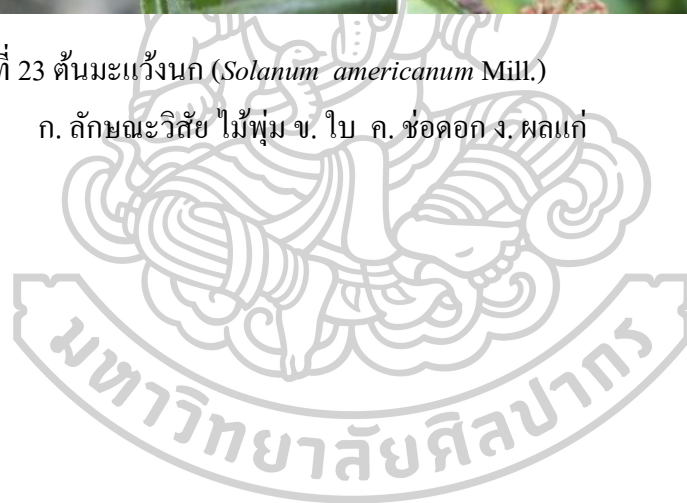 ที่ 23 ต้นมะแว้งนก (Solanum americanum Mill.)
ก. ลักษณะวิสัย ไม้พุ่ม ข. ใบ ค. ช่อดอก ง. ผลแก่
มหาวิทยาลัยศิลปากร